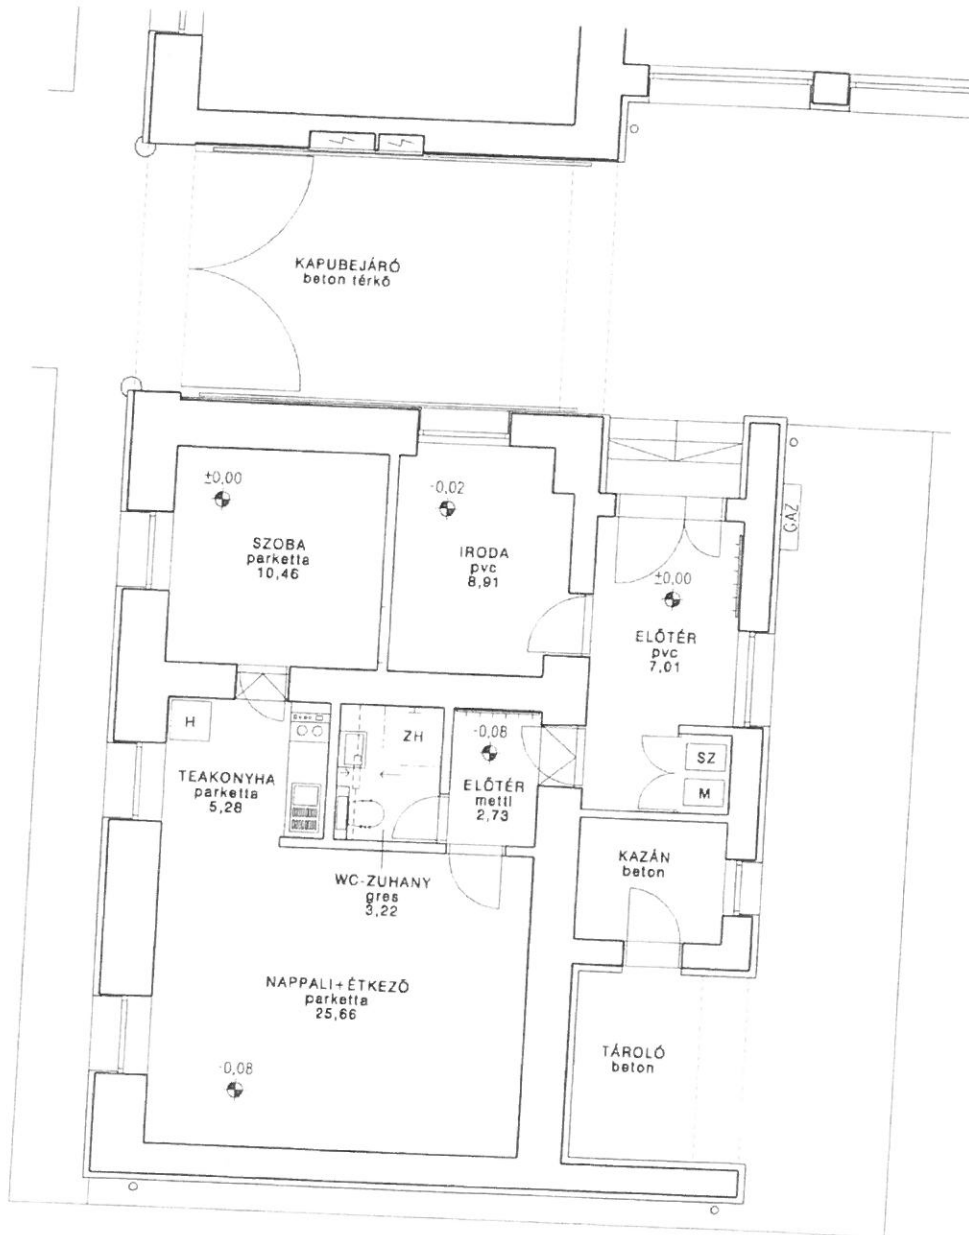 KAPUBEJÁRÓ
beton térkő
±0,00
-0,02
SZOBA
parketta
10,46
IRODA
pvc
8,91
GÁZ
±0,00
ELŐTÉR
pvc
7,01
H
ZH
-0,08
SZ
M
TEAKONYHA
parketta
5,28
ELŐTÉR
mettl
2,73
KAZÁN
beton
WC-ZUHANY
gres
3,22
NAPPALI+ÉTKEZŐ
parketta
25,66
TÁROLÓ
beton
-0,08